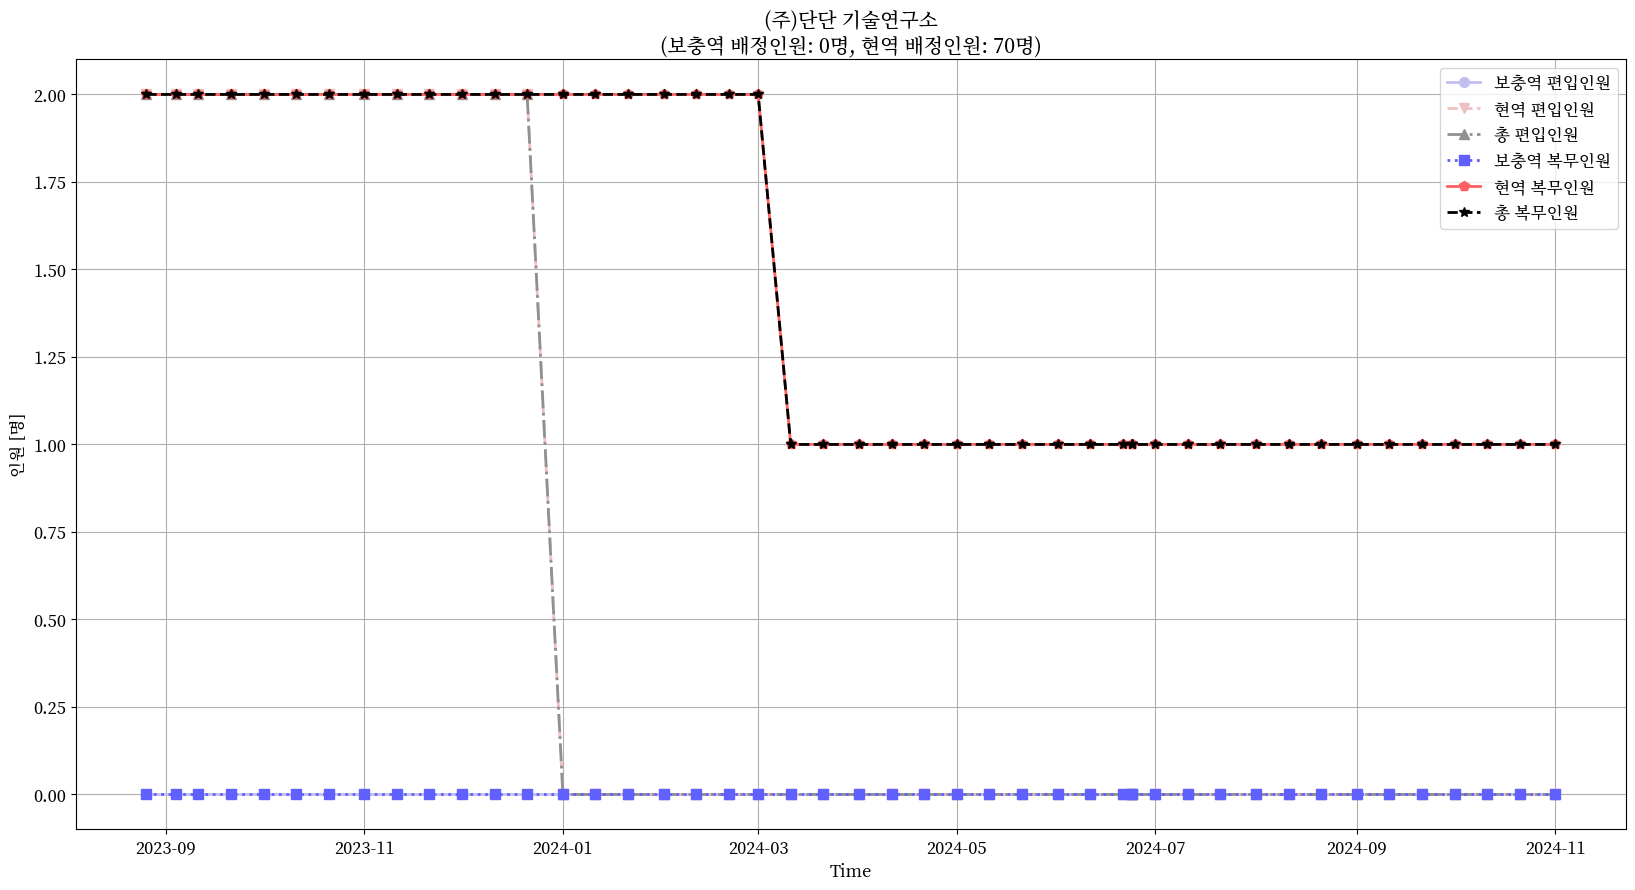 (주)단단 기술연구소
(보충역 배정인원: 0명, 현역 배정인원: 70명)
보충역 편입인원
현역 편입인원
총 편입인원
보충역 복무인원
현역 복무인원
총 복무인원
인원 [명]
2.00
1.75
1.50
1.25
1.00
0.75
0.50
0.25
0.00
2023-09
2023-11
2024-01
2024-03
2024-05
2024-07
2024-09
2024-11
Time